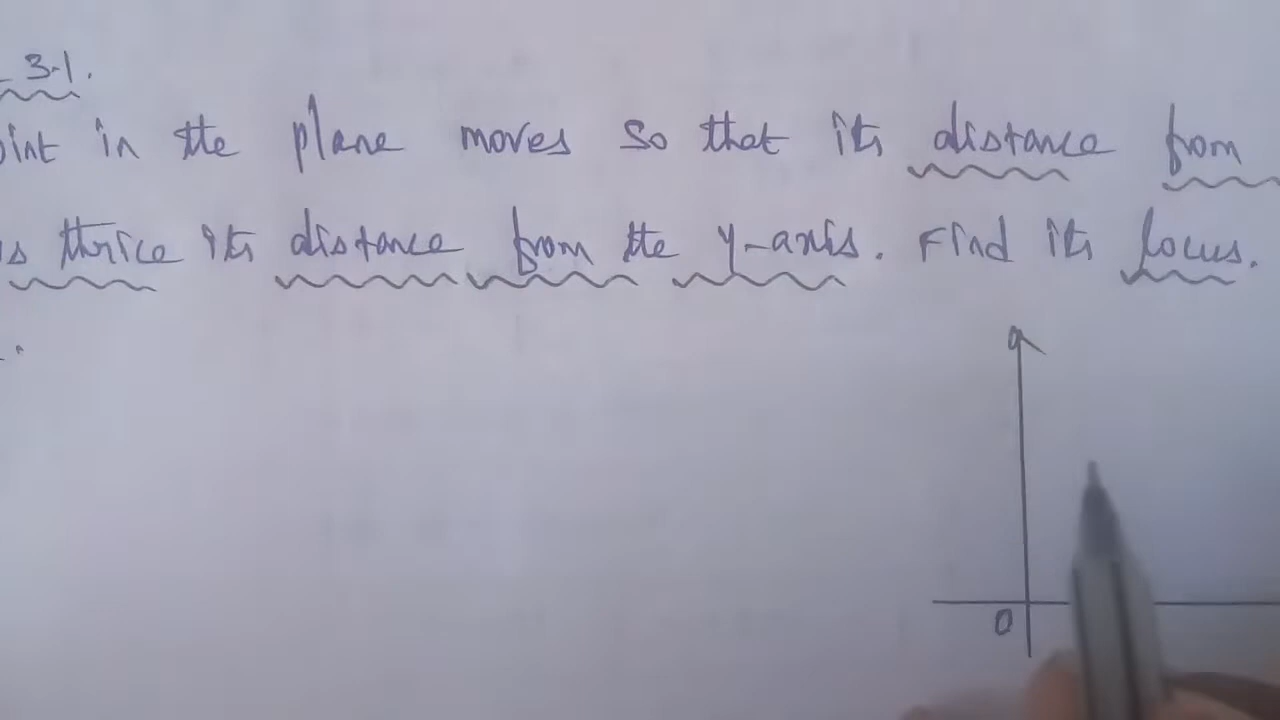 3.1.
oint in the plane moves so that its distance from
s thrice its distance from the y-axis. Find its locus.
0